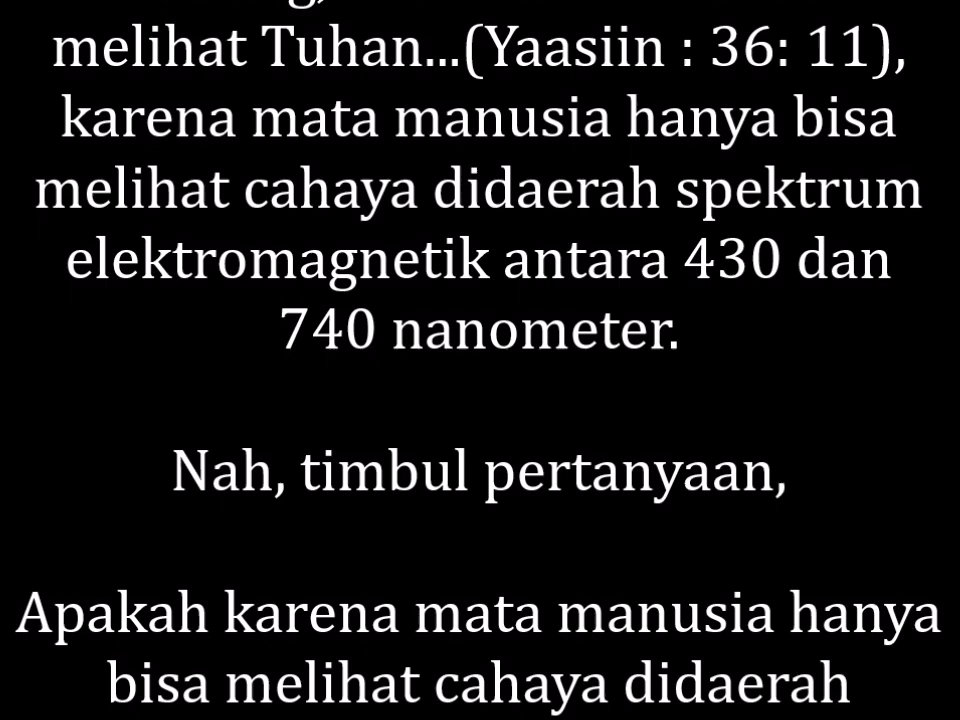 melihat Tuhan...(Yaasiin : 36: 11),
karena mata manusia hanya bisa
melihat cahaya didaerah spektrum
elektromagnetik antara 430 dan
740 nanometer.
Nah, timbul pertanyaan,
Apakah karena mata manusia hanya
bisa melihat cahaya didaerah